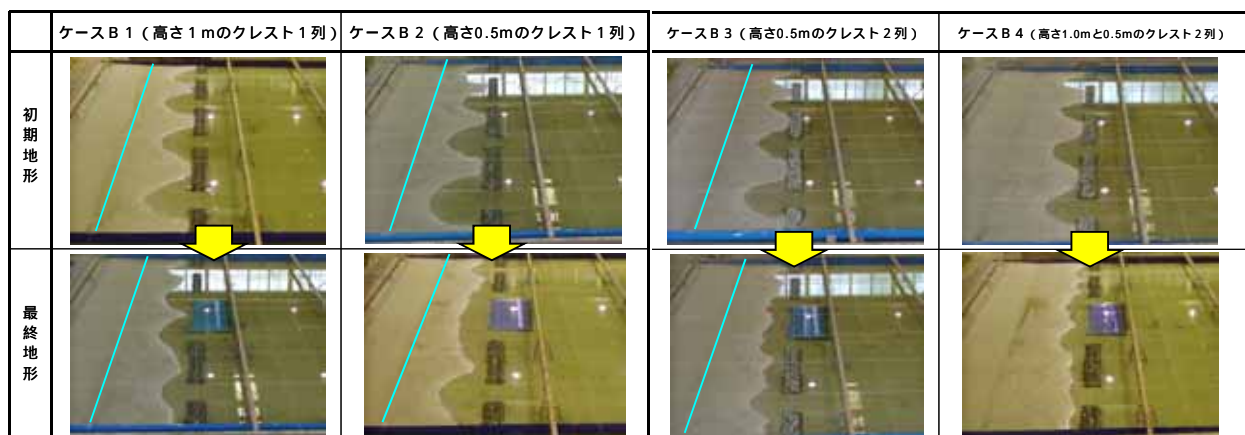 ケースB1（高さ1mのクレスト1列）
ケースB2（高さ0.5mのクレスト1列）
ケースB3（高さ0.5mのクレスト2列）
ケースB4（高さ1.0mと0.5mのクレスト2列）
初期地形
最終地形